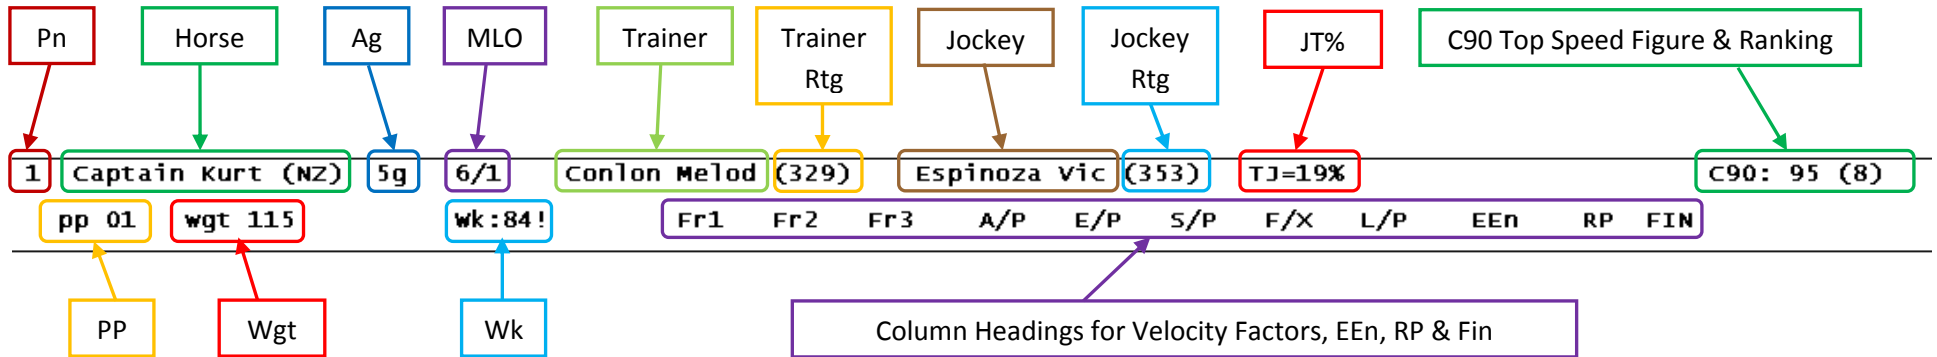 Pn Horse Ag MLO Trainer Trainer Rtg Jockey Jockey Rtg JT% C90 Top Speed Figure & Ranking
1 Captain Kurt (NZ) 5g 6/1 Conlon Melod (329) Espinoza Vic (353) TJ=19% C90: 95 (8)
pp 01 wgt 115 Wk:84! Fr1 Fr2 Fr3 A/P E/P S/P F/X L/P EEn RP FIN
PP Wgt Wk Column Headings for Velocity Factors, EEn, RP & Fin